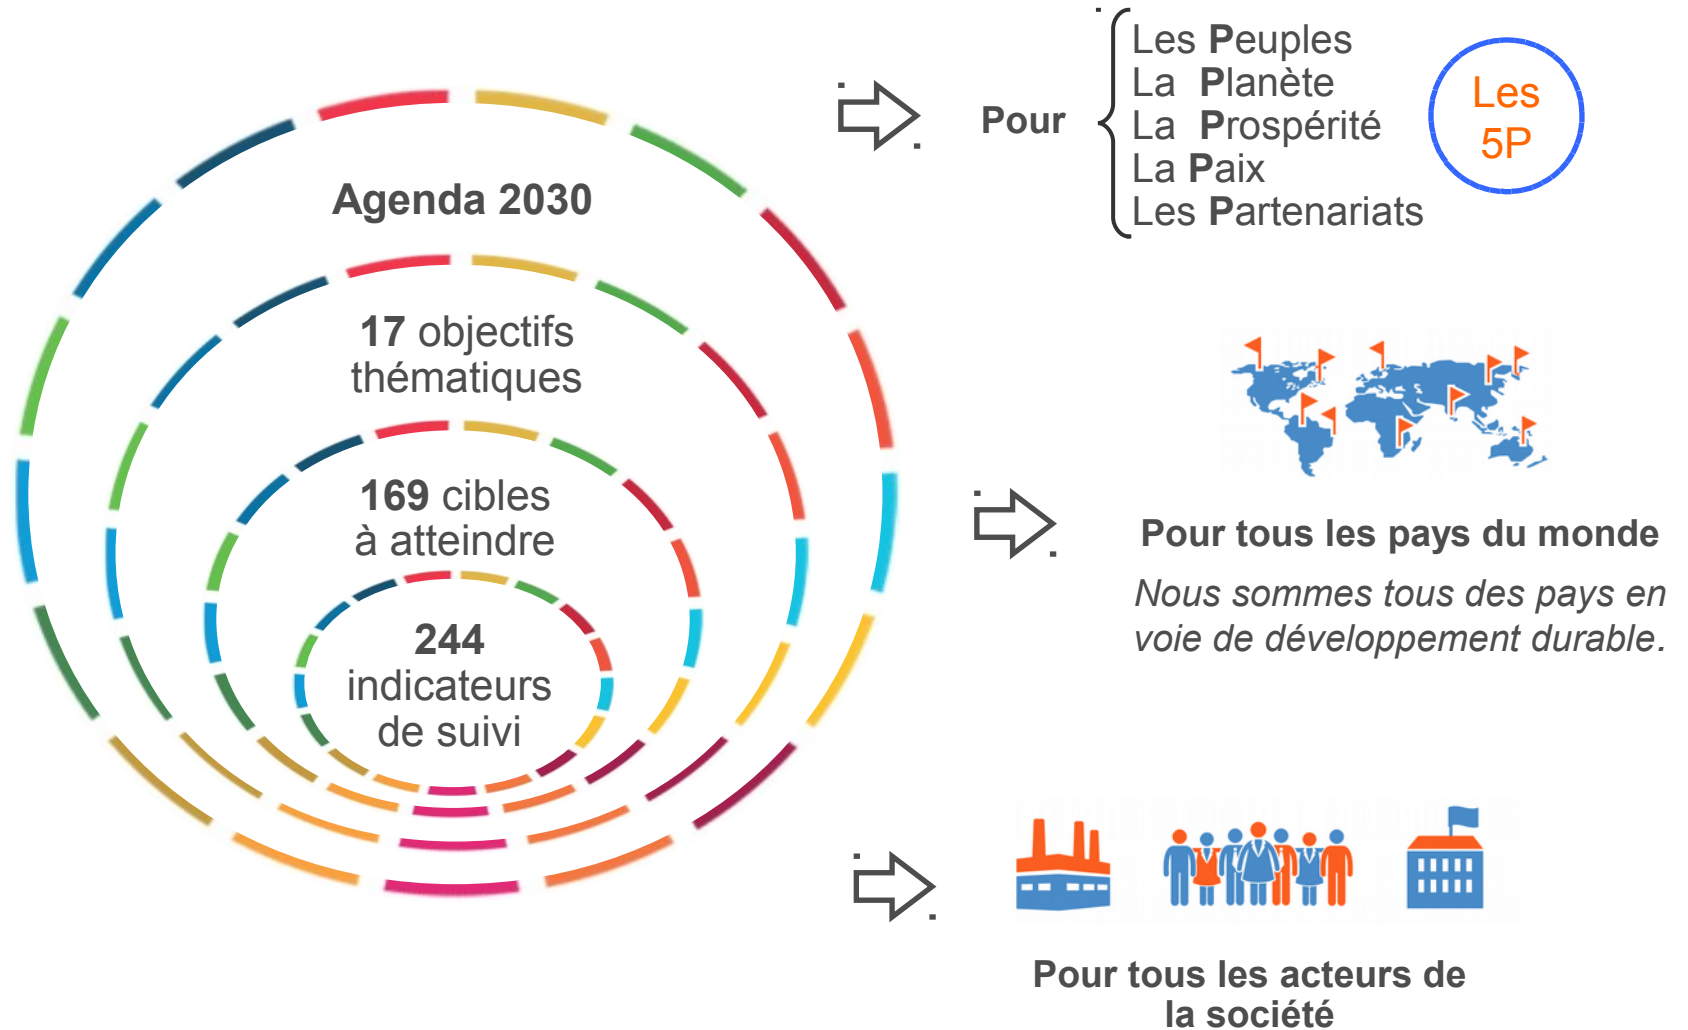 Agenda 2030
17 objectifs
thématiques
169 cibles
à atteindre
244
indicateurs
de suivi
Pour
Les Peuples
La Planète
La Prospérité
La Paix
Les Partenariats
Les
5P
Pour tous les pays du monde
Nous sommes tous des pays en
voie de développement durable.
Pour tous les acteurs de
la société